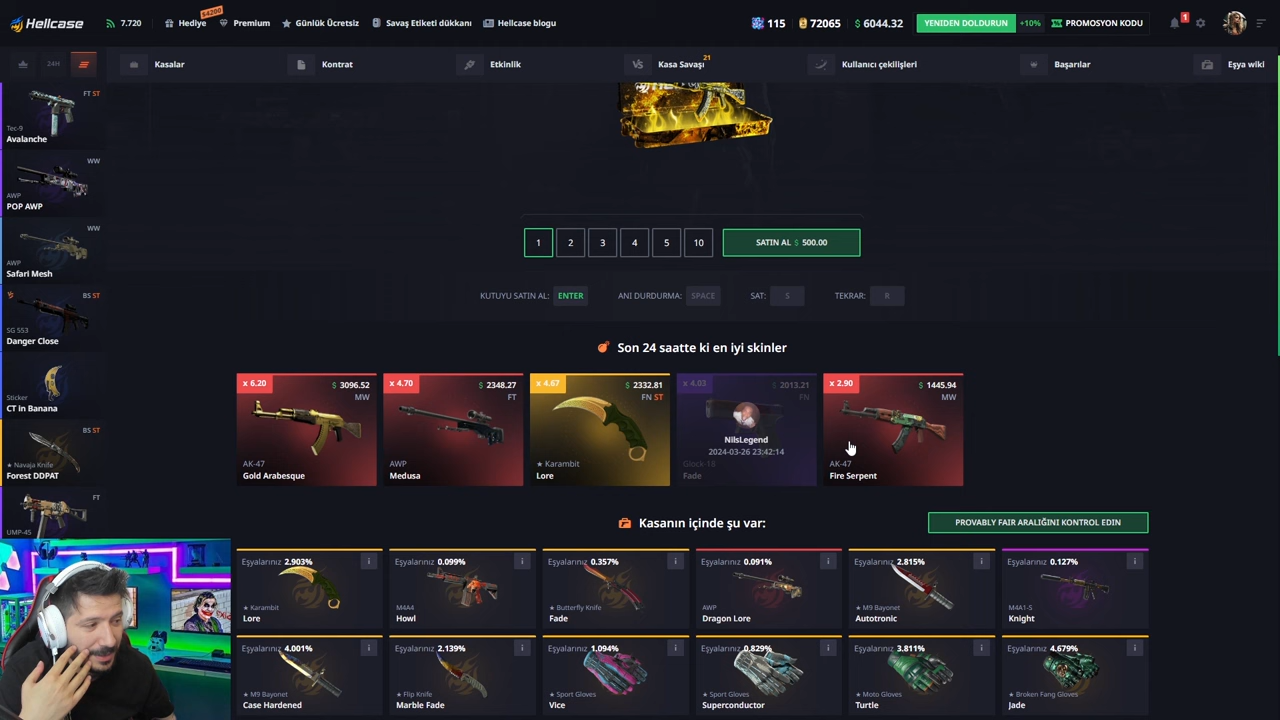 Hellcase
7.720
Hediye
$4200
Premium
Günlük Ücretsiz
Savaş Etiketi dükkanı
Hellcase blogu
115
72065
$ 6044.32
YENİDEN DOLDURUN
+10%
PROMOSYON KODU
1
24H
Kasalar
Kontrat
Etkinlik
VS
Kasa Savaşı
21
Kullanıcı çekilişleri
Başarılar
Eşya wiki
FT ST
Tec-9
Avalanche
WW
AWP
POP AWP
WW
AWP
Safari Mesh
BS ST
SG 553
Danger Close
Sticker
CT in Banana
BS ST
★ Navaja Knife
Forest DDPAT
FT
UMP-45
1
2
3
4
5
10
SATIN AL $ 500.00
KUTUYU SATIN AL: ENTER
ANI DURDURMA: SPACE
SAT: S
TEKRAR: R
Son 24 saatte ki en iyi skinler
x 6.20
$ 3096.52
MW
AK-47
Gold Arabesque
x 4.70
$ 2348.27
FT
AWP
Medusa
x 4.67
$ 2332.81
FN ST
★ Karambit
Lore
x 4.03
$ 2013.21
FN
NilsLegend
2024-03-26 23:42:14
Glock-18
Fade
x 2.90
$ 1445.94
MW
AK-47
Fire Serpent
Kasanın içinde şu var:
PROVABLY FAIR ARALIĞINI KONTROL EDIN
Eşyalarınız 2.903%
★ Karambit
Lore
Eşyalarınız 0.099%
M4A4
Howl
Eşyalarınız 0.357%
★ Butterfly Knife
Fade
Eşyalarınız 0.091%
AWP
Dragon Lore
Eşyalarınız 2.815%
★ M9 Bayonet
Autotronic
Eşyalarınız 0.127%
M4A1-S
Knight
Eşyalarınız 4.001%
★ M9 Bayonet
Case Hardened
Eşyalarınız 2.139%
★ Flip Knife
Marble Fade
Eşyalarınız 1.094%
★ Sport Gloves
Vice
Eşyalarınız 0.829%
★ Sport Gloves
Superconductor
Eşyalarınız 3.811%
★ Moto Gloves
Turtle
Eşyalarınız 4.679%
★ Broken Fang Gloves
Jade